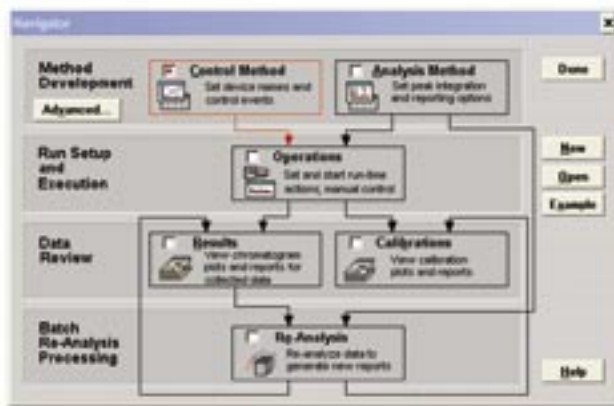 Navigator
Method
Development
Advanced...
Control Method
Set device names and
control events
Analysis Method
Set peak integration
and reporting options
Done
Run Setup
and
Execution
Operations
Set and start run-time
actions, manual control
New
Open
Example
Data
Review
Results
View chromatogram
plots and reports for
collected data
Calibrations
View calibration
plots and reports
Batch
Re-Analysis
Processing
Re-Analysis
Re-analyze data to
generate new reports
Help